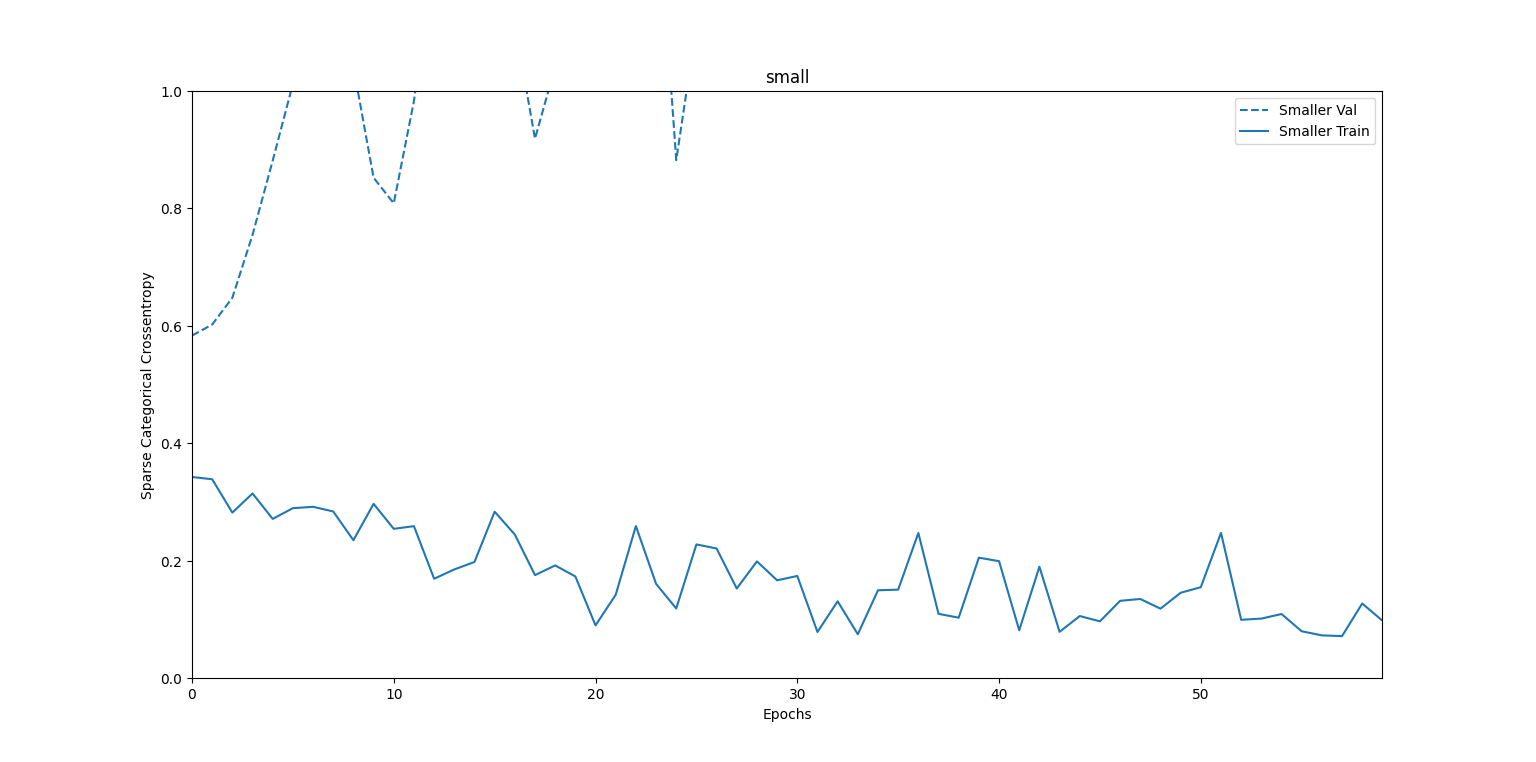 small
1.0
Smaller Val
Smaller Train
0.8
0.6
0.4
0.2
0.0
Sparse Categorical Crossentropy
0 10 20 30 40 50
Epochs